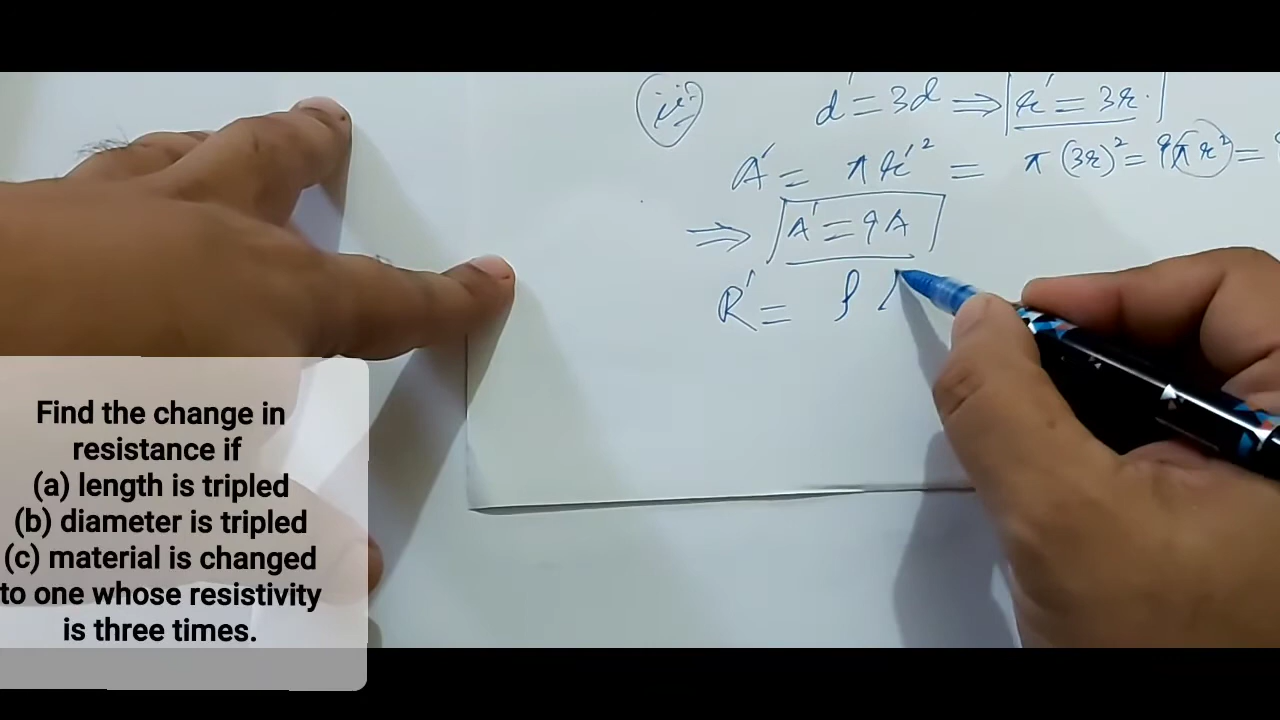 ii
d' = 3d ⇒ r' = 3r.
A' = π r'² = π (3r)² = 9πr² =
⇒ A' = 9A
R' = ρ l
Find the change in
resistance if
(a) length is tripled
(b) diameter is tripled
(c) material is changed
to one whose resistivity
is three times.